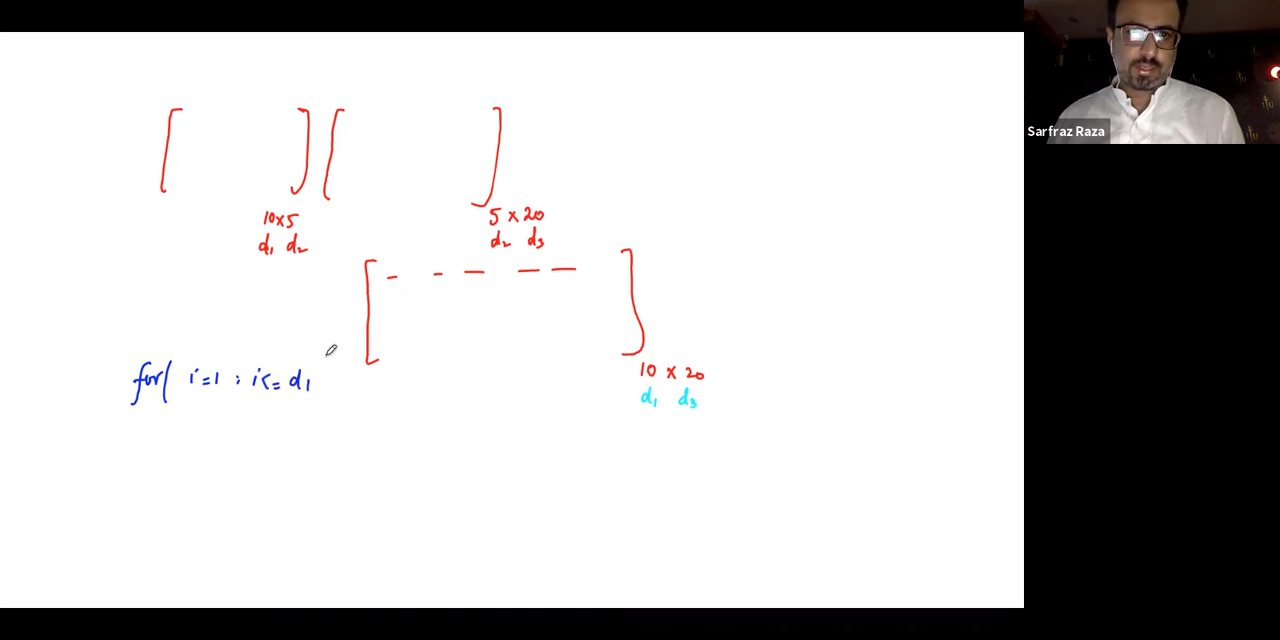 10x5
d1 d2
5 x 20
d2 d3
10 x 20
d1 d3
for( i=1 ; i<= d1
Sarfraz Raza